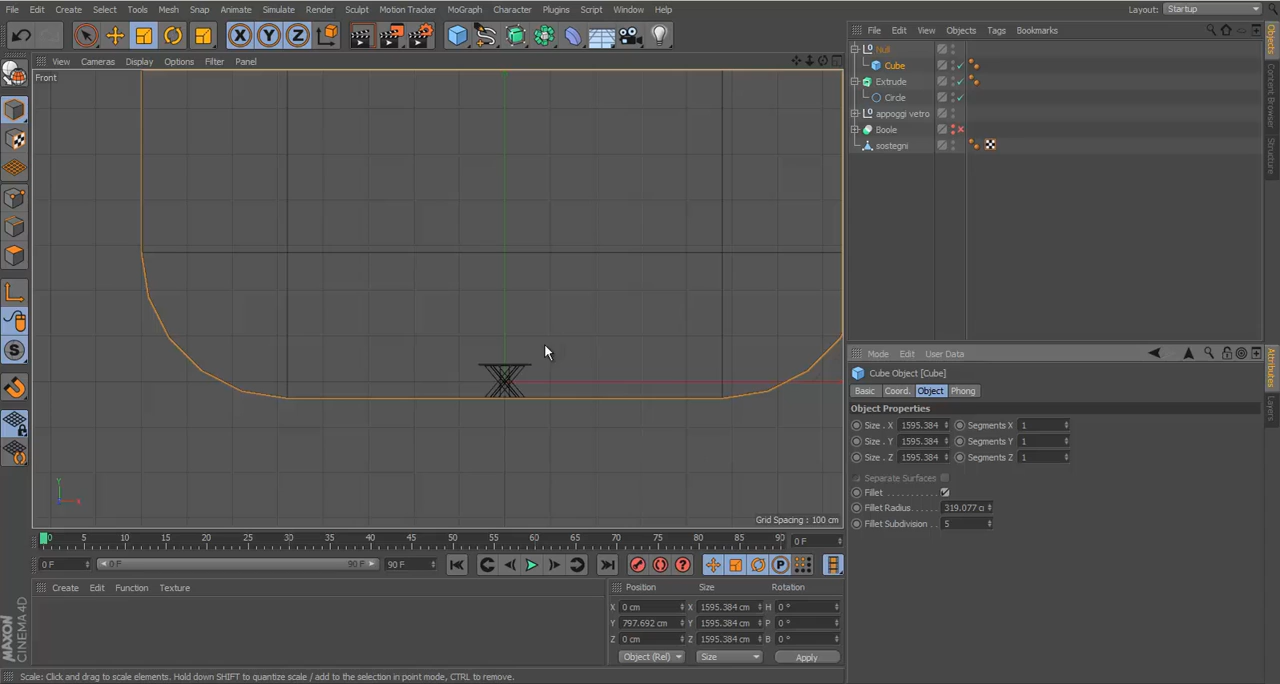 File Edit Create Select Tools Mesh Snap Animate Simulate Render Sculpt Motion Tracker MoGraph Character Plugins Script Window Help Layout: Startup
X Y Z
View Cameras Display Options Filter Panel
Front
Y
X
Grid Spacing : 100 cm
File Edit View Objects Tags Bookmarks
Null
Cube
Extrude
Circle
appoggi vetro
Boole
sostegni
Objects
Content Browser
Structure
Mode Edit User Data
Cube Object [Cube]
Basic Coord. Object Phong
Object Properties
Size . X 1595.384 Segments X 1
Size . Y 1595.384 Segments Y 1
Size . Z 1595.384 Segments Z 1
Separate Surfaces
Fillet
Fillet Radius 319.077 c
Fillet Subdivision 5
Attributes
Layers
0 5 10 15 20 25 30 35 40 45 50 55 60 65 70 75 80 85 90 0 F
0 F 0 F 90 F 90 F
P
Create Edit Function Texture
Position Size Rotation
X 0 cm X 1595.384 cm H 0 °
Y 797.692 cm Y 1595.384 cm P 0 °
Z 0 cm Z 1595.384 cm B 0 °
Object (Rel) Size Apply
MAXON CINEMA 4D
Scale: Click and drag to scale elements. Hold down SHIFT to quantize scale / add to the selection in point mode, CTRL to remove.